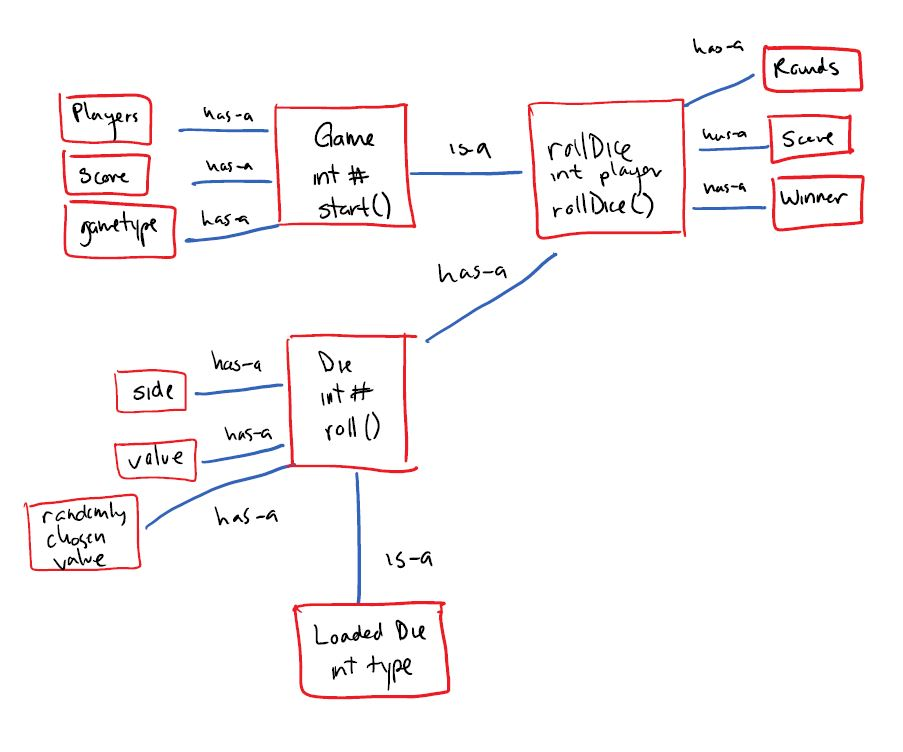 has-a
Rounds
Players
has-a
Game
int #
start()
is-a
rollDice
int player
rollDice()
has-a
Score
Score
has-a
has-a
Winner
gametype
has-a
has-a
Die
int #
roll()
side
has-a
value
has-a
randomly
chosen
value
has-a
is-a
Loaded Die
int type